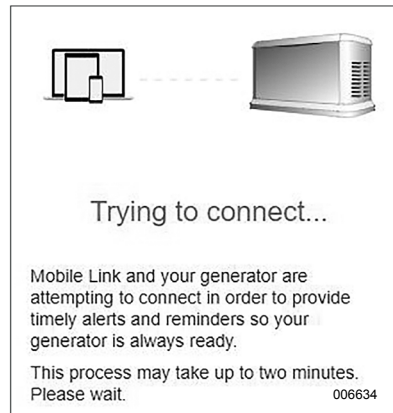 Trying to connect...
Mobile Link and your generator are
attempting to connect in order to provide
timely alerts and reminders so your
generator is always ready.
This process may take up to two minutes.
Please wait.
006634